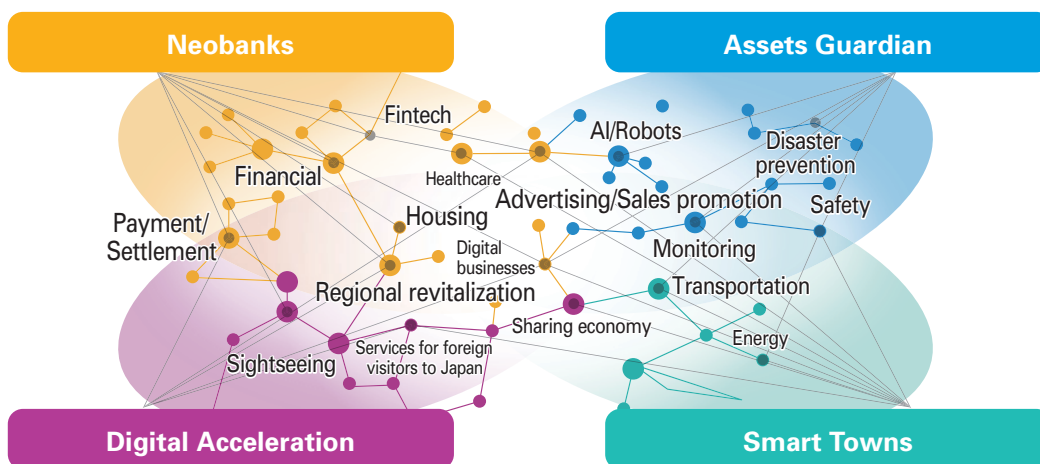 Neobanks
Assets Guardian
Fintech
AI/Robots
Disaster
prevention
Financial
Healthcare
Advertising/Sales promotion
Safety
Payment/
Settlement
Housing
Digital
businesses
Monitoring
Regional revitalization
Transportation
Sharing economy
Energy
Sightseeing
Services for foreign
visitors to Japan
Digital Acceleration
Smart Towns